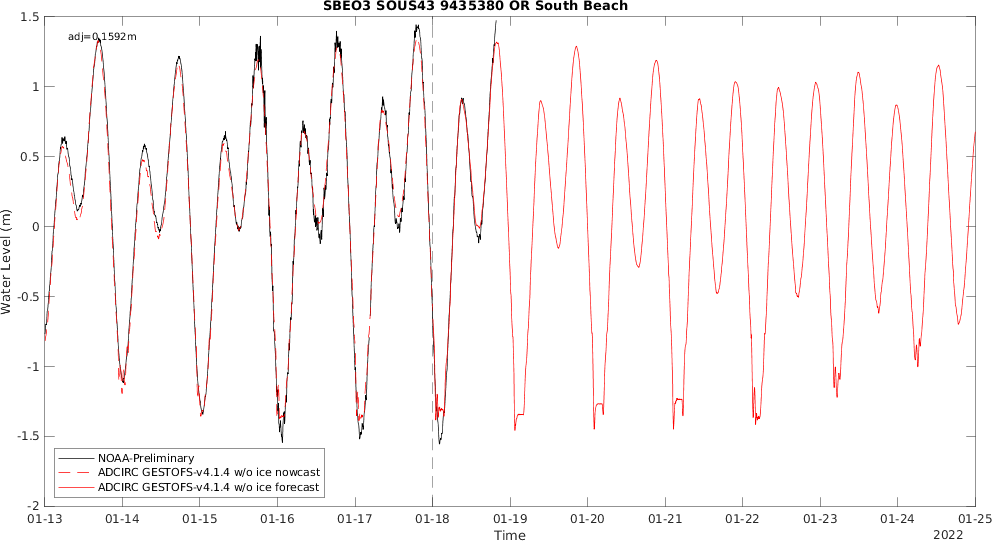 SBEO3 SOUS43 9435380 OR South Beach
adj=0.1592m
Water Level (m)
1.5
1
0.5
0
-0.5
-1
-1.5
-2
NOAA-Preliminary
ADCIRC GESTOFS-v4.1.4 w/o ice nowcast
ADCIRC GESTOFS-v4.1.4 w/o ice forecast
01-13 01-14 01-15 01-16 01-17 01-18 01-19 01-20 01-21 01-22 01-23 01-24 01-25
Time
2022